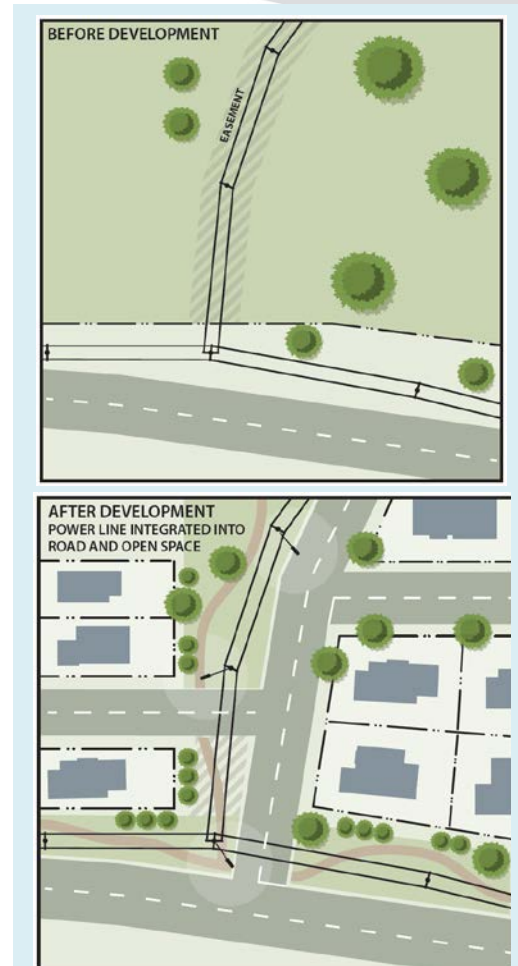 BEFORE DEVELOPMENT
EASEMENT
AFTER DEVELOPMENT
POWER LINE INTEGRATED INTO
ROAD AND OPEN SPACE